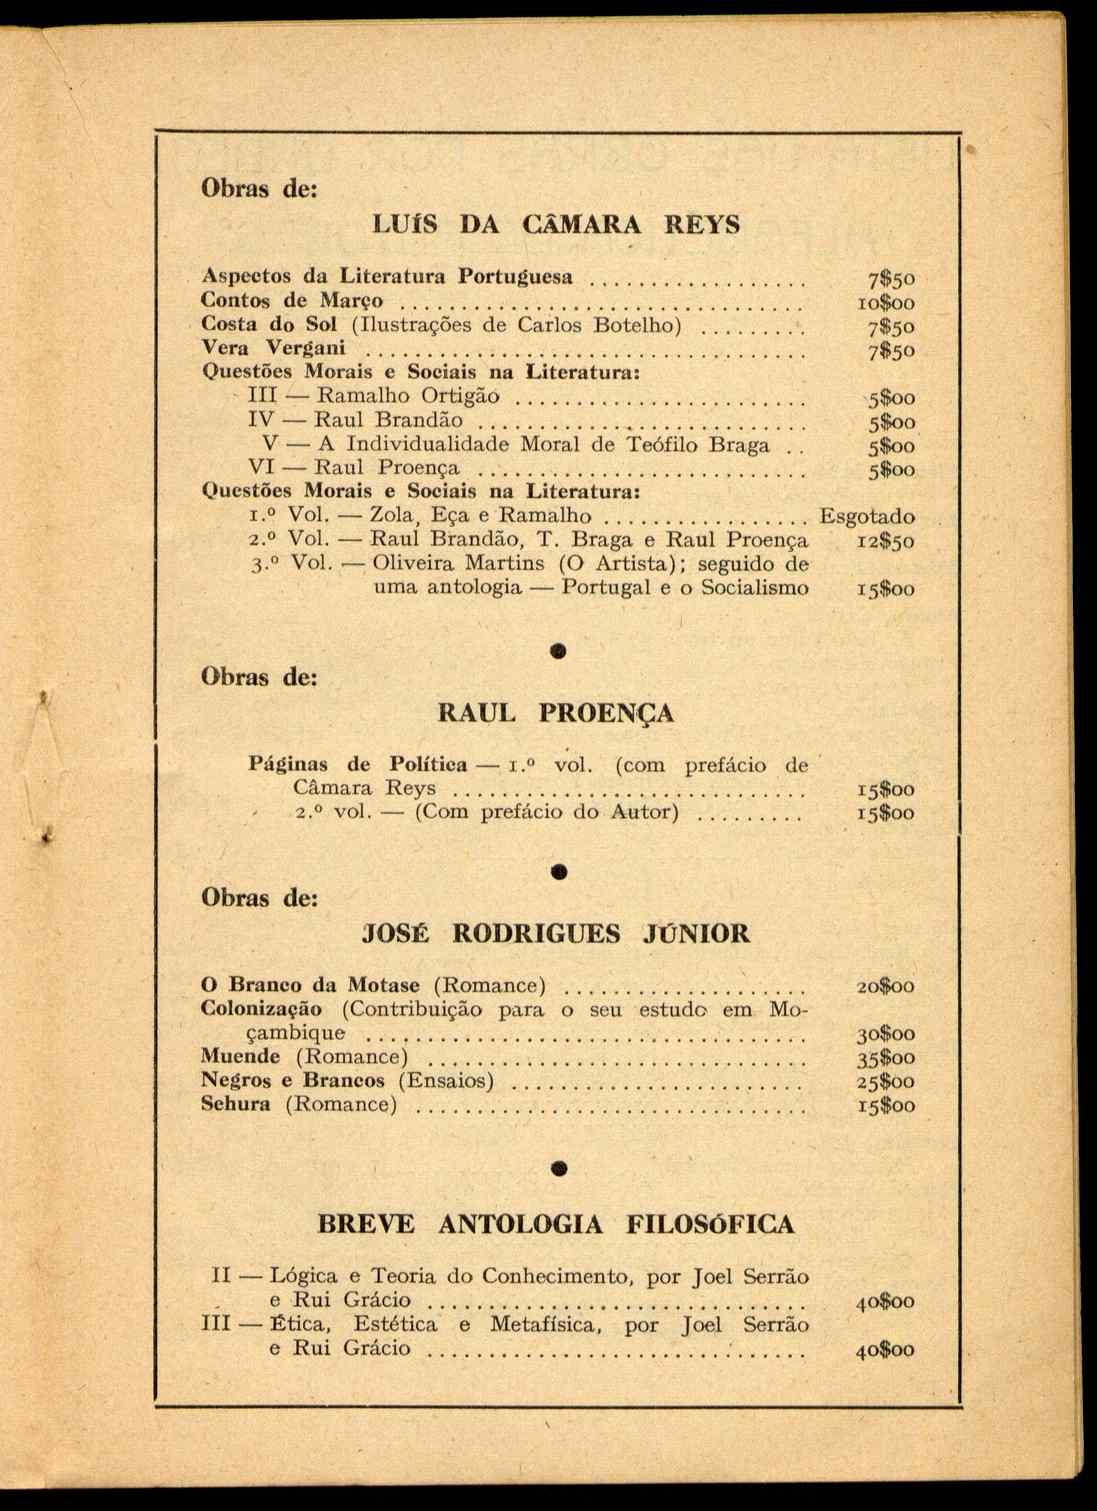 Obras de:
LUÍS DA CÂMARA REYS
Aspectos da Literatura Portuguesa .................. 7$50
Contos de Março ................................. 10$00
Costa do Sol (Ilustrações de Carlos Botelho) ......... 7$50
Vera Vergani .................................... 7$50
Questões Morais e Sociais na Literatura:
III — Ramalho Ortigão ........................ 5$00
IV — Raul Brandão ........................... 5$00
V — A Individualidade Moral de Teófilo Braga .. 5$00
VI — Raul Proença ........................... 5$00
Questões Morais e Sociais na Literatura:
1.º Vol. — Zola, Eça e Ramalho ................. Esgotado
2.º Vol. — Raul Brandão, T. Braga e Raul Proença 12$50
3.º Vol. — Oliveira Martins (O Artista); seguido de
uma antologia — Portugal e o Socialismo 15$00
●
Obras de:
RAUL PROENÇA
Páginas de Política — 1.º vol. (com prefácio de
Câmara Reys ............................. 15$00
2.º vol. — (Com prefácio do Autor) ......... 15$00
●
Obras de:
JOSÉ RODRIGUES JÚNIOR
O Branco da Motase (Romance) .................... 20$00
Colonização (Contribuição para o seu estudo em Mo-
çambique .................................... 30$00
Muende (Romance) ............................... 35$00
Negros e Brancos (Ensaios) ........................ 25$00
Sehura (Romance) ................................ 15$00
●
BREVE ANTOLOGIA FILOSÓFICA
II — Lógica e Teoria do Conhecimento, por Joel Serrão
e Rui Grácio ............................... 40$00
III — Ética, Estética e Metafísica, por Joel Serrão
e Rui Grácio ............................... 40$00